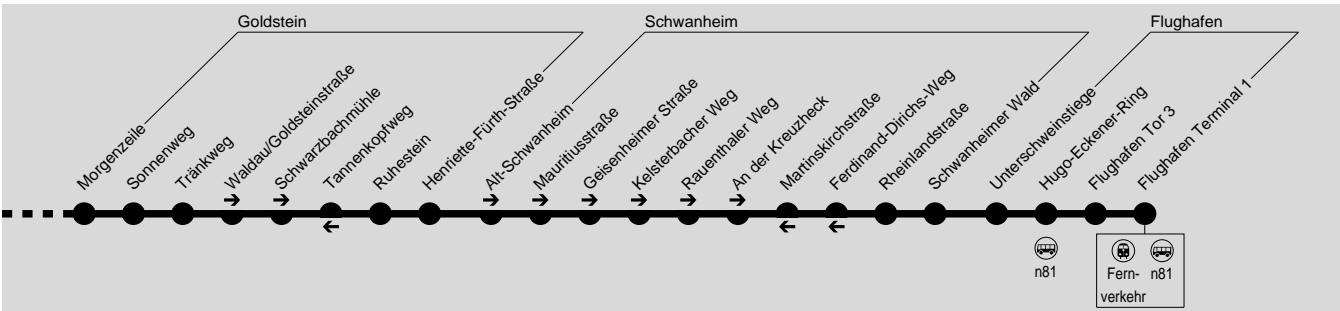 Goldstein
Schwanheim
Flughafen
Morgenzeile
Sonnenweg
Tränkweg
Waldau/Goldsteinstraße
Schwarzbachmühle
Tannenkopfweg
Ruhestein
Henriette-Fürth-Straße
Alt-Schwanheim
Mauritiusstraße
Geisenheimer Straße
Kelsterbacher Weg
Rauenthaler Weg
An der Kreuzheck
Martinskirchstraße
Ferdinand-Dirichs-Weg
Rheinlandstraße
Schwanheimer Wald
Unterschweinstiege
Hugo-Eckener-Ring
Flughafen Tor 3
Flughafen Terminal 1
n81
Fern-
verkehr
n81